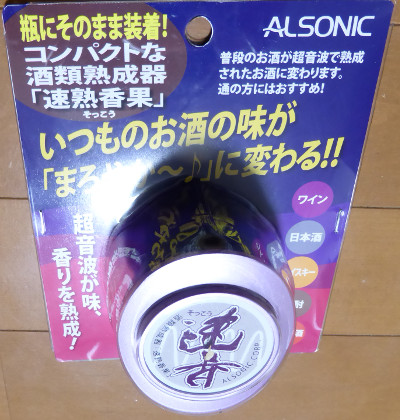 瓶にそのまま装着!
コンパクトな
酒類熟成器
「速熟香果」
そっこう
ALSONIC
普段のお酒が超音波で熟成
されたお酒に変わります。
通の方にはおすすめ!
いつものお酒の味が
に変わる!!
超音波が味、
香りを熟成!
ワイン
日本酒
そっこう
速香
ALSONIC CORP.